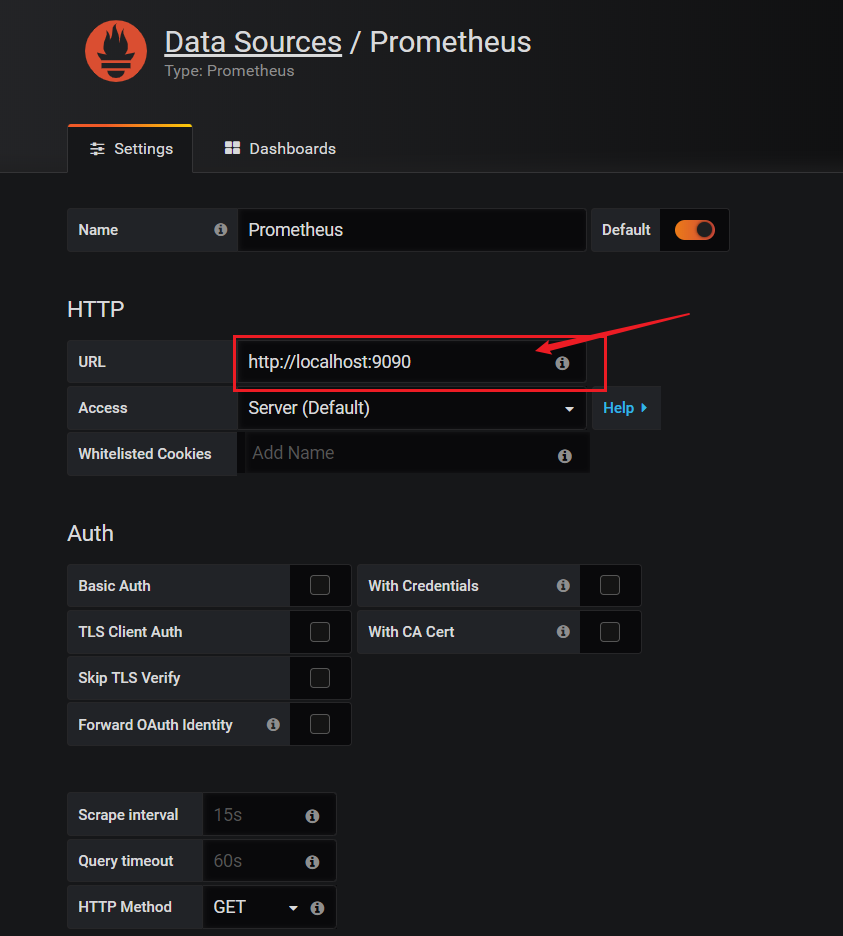 Data Sources / Prometheus
Type: Prometheus
Settings
Dashboards
Name Prometheus Default
HTTP
URL http://localhost:9090
Access Server (Default) Help
Whitelisted Cookies Add Name
Auth
Basic Auth With Credentials
TLS Client Auth With CA Cert
Skip TLS Verify
Forward OAuth Identity
Scrape interval 15s
Query timeout 60s
HTTP Method GET